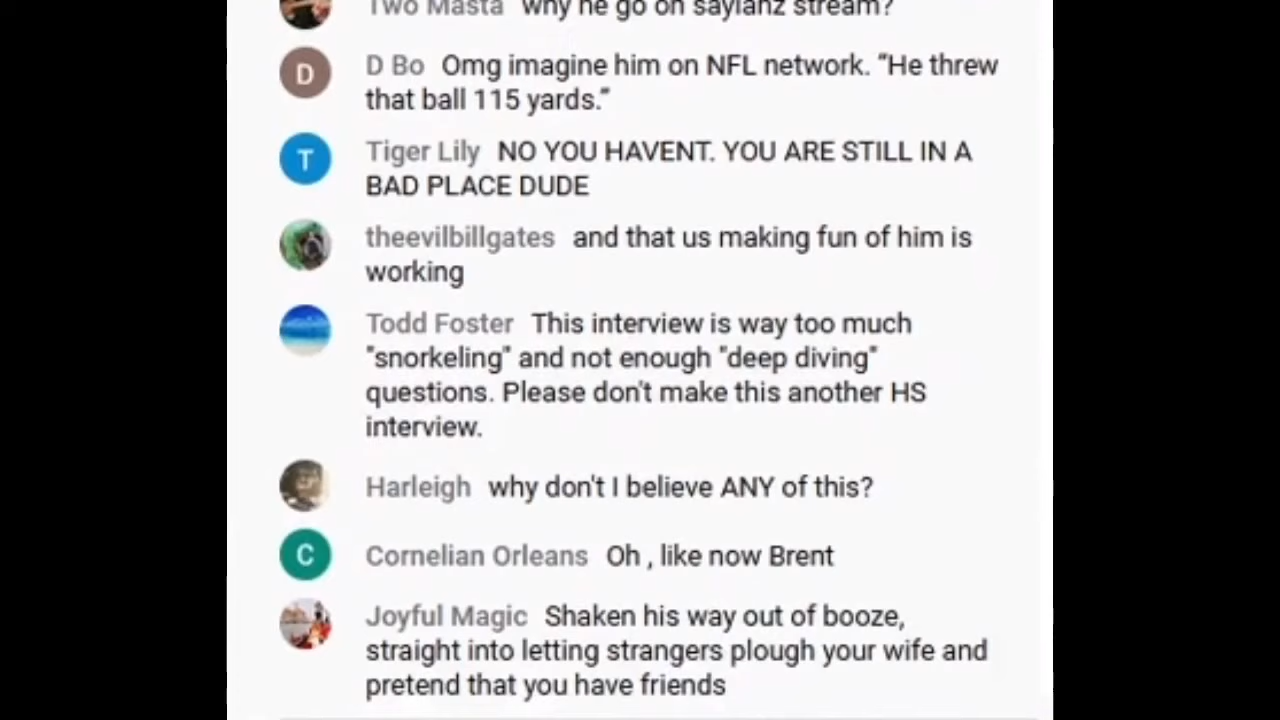 Two Masta why he go on saylanz stream?
D D Bo Omg imagine him on NFL network. “He threw
that ball 115 yards.”
T Tiger Lily NO YOU HAVENT. YOU ARE STILL IN A
BAD PLACE DUDE
theevilbillgates and that us making fun of him is
working
Todd Foster This interview is way too much
"snorkeling" and not enough "deep diving"
questions. Please don't make this another HS
interview.
Harleigh why don't I believe ANY of this?
C Cornelian Orleans Oh , like now Brent
Joyful Magic Shaken his way out of booze,
straight into letting strangers plough your wife and
pretend that you have friends